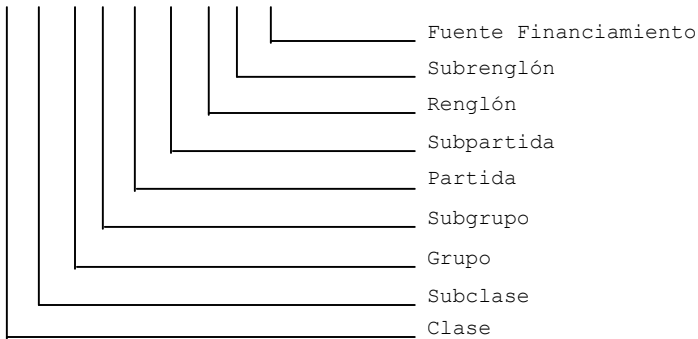 Fuente Financiamiento
Subrenglón
Renglón
Subpartida
Partida
Subgrupo
Grupo
Subclase
Clase